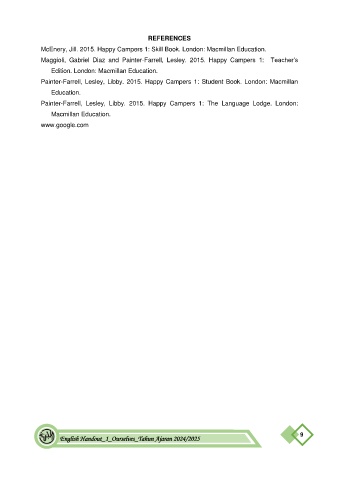 REFERENCES
McEnery, Jill. 2015. Happy Campers 1: Skill Book. London: Macmillan Education.
Maggioli, Gabriel Diaz and Painter-Farrell, Lesley. 2015. Happy Campers 1: Teacher's
Edition. London: Macmillan Education.
Painter-Farrell, Lesley, Libby. 2015. Happy Campers 1: Student Book. London: Macmillan
Education.
Painter-Farrell, Lesley, Libby. 2015. Happy Campers 1: The Language Lodge. London:
Macmillan Education.
www.google.com
English Handout_1_Ourselves_Tahun Ajaran 2024/2025
9